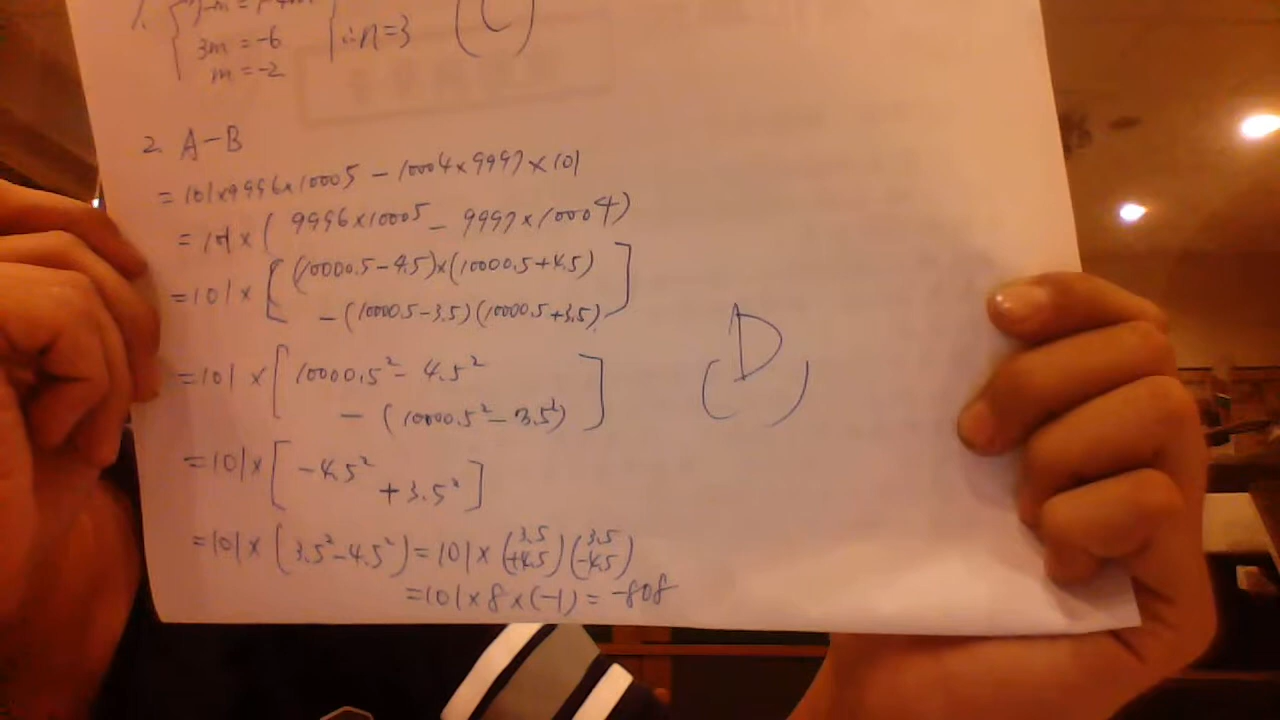 1.
3m = -6
m = -2
∴n=3
(C)
2. A-B
= 101×9996×10005 - 10004×9997×101
= 101×(9996×10005 - 9997×10004)
=101×[(10000.5-4.5)×(10000.5+4.5)
-(10000.5-3.5)(10000.5+3.5)]
=101×[10000.5²-4.5²
-(10000.5²-3.5²)]
=101×[-4.5²
+3.5²]
=101×(3.5²-4.5²)=101×(3.5+4.5)(3.5-4.5)
=101×8×(-1)=-808
(D)